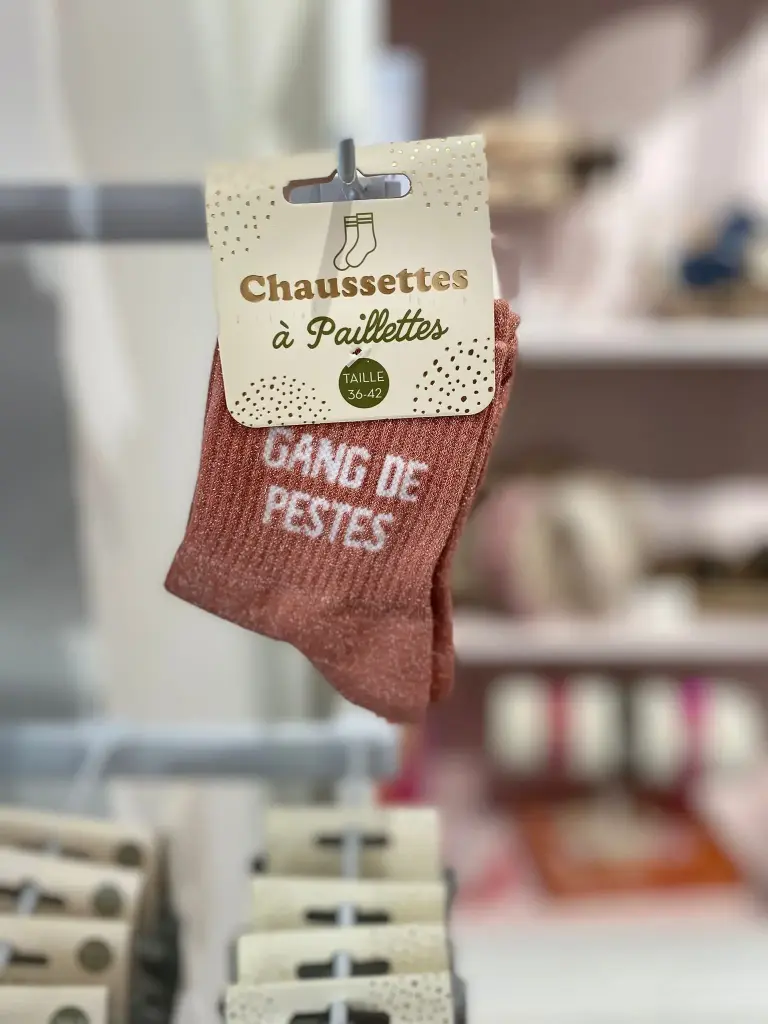 Chaussettes
à Paillettes
TAILLE
36-42
GANG DE
PESTES